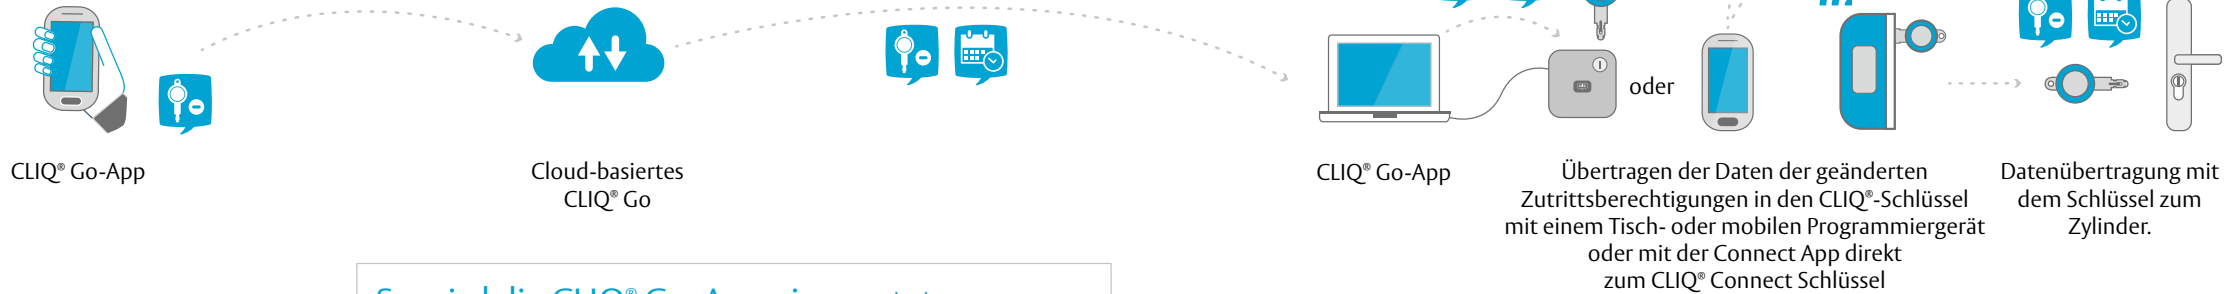 oder
CLIQ® Go-App
Cloud-basiertes
CLIQ® Go
CLIQ® Go-App
Übertragen der Daten der geänderten
Zutrittsberechtigungen in den CLIQ®-Schlüssel
mit einem Tisch- oder mobilen Programmiergerät
oder mit der Connect App direkt
zum CLIQ® Connect Schlüssel
Datenübertragung mit
dem Schlüssel zum
Zylinder.